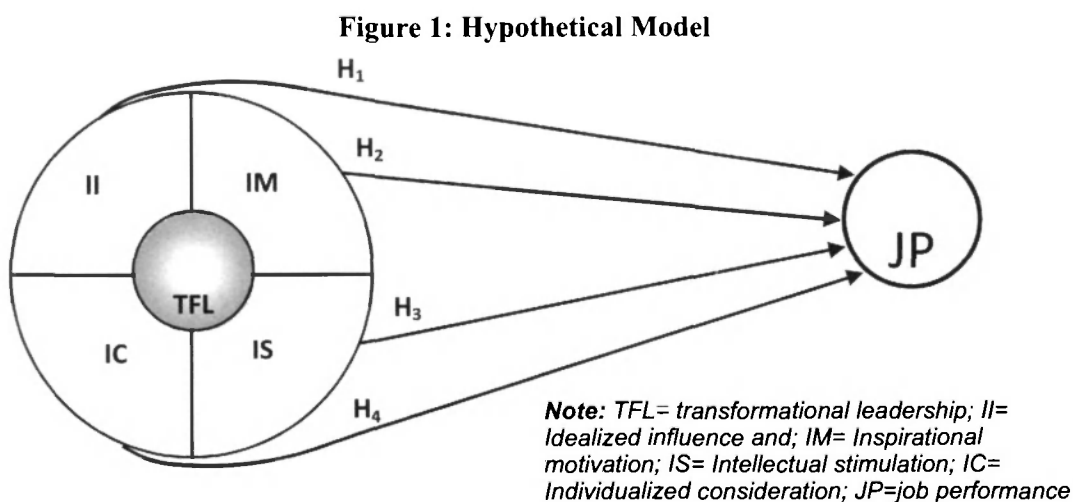 Figure 1: Hypothetical Model
H₁
H₂
II
IM
JP
TFL
H₃
IC
IS
H₄
Note: TFL= transformational leadership; II=
Idealized influence and; IM= Inspirational
motivation; IS= Intellectual stimulation; IC=
Individualized consideration; JP=job performance